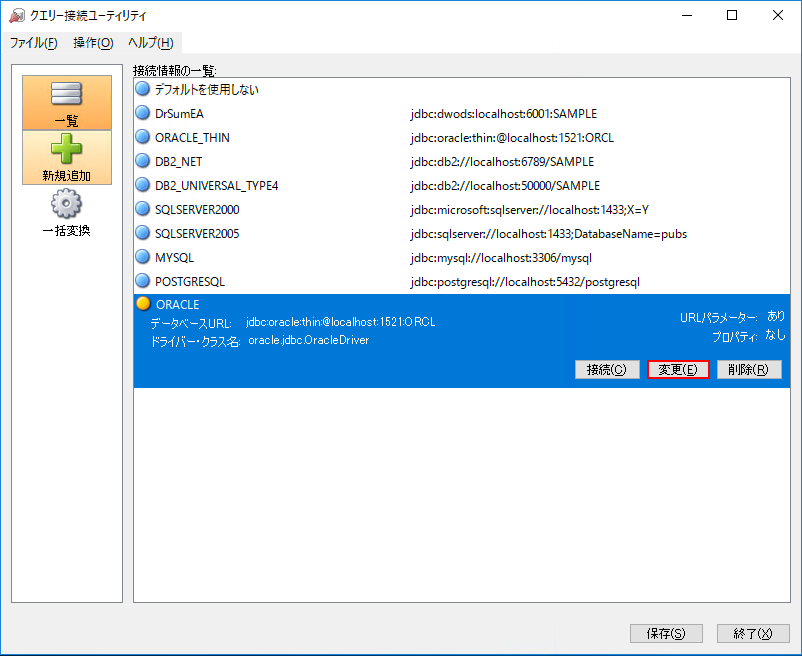 クエリー接続ユーティリティ
ファイル(F) 操作(O) ヘルプ(H)
一覧
新規追加
一括変換
接続情報の一覧:
デフォルトを使用しない
DrSumEA jdbc:dwods:localhost:6001:SAMPLE
ORACLE_THIN jdbc:oracle:thin:@localhost:1521:ORCL
DB2_NET jdbc:db2://localhost:6789/SAMPLE
DB2_UNIVERSAL_TYPE4 jdbc:db2://localhost:50000/SAMPLE
SQLSERVER2000 jdbc:microsoft:sqlserver://localhost:1433;X=Y
SQLSERVER2005 jdbc:sqlserver://localhost:1433;DatabaseName=pubs
MYSQL jdbc:mysql://localhost:3306/mysql
POSTGRESQL jdbc:postgresql://localhost:5432/postgresql
ORACLE
データベースURL: jdbc:oracle:thin:@localhost:1521:ORCL URLパラメーター: あり
ドライバー・クラス名: oracle.jdbc.OracleDriver プロパティ: なし
接続(C) 変更(E) 削除(R)
保存(S) 終了(X)